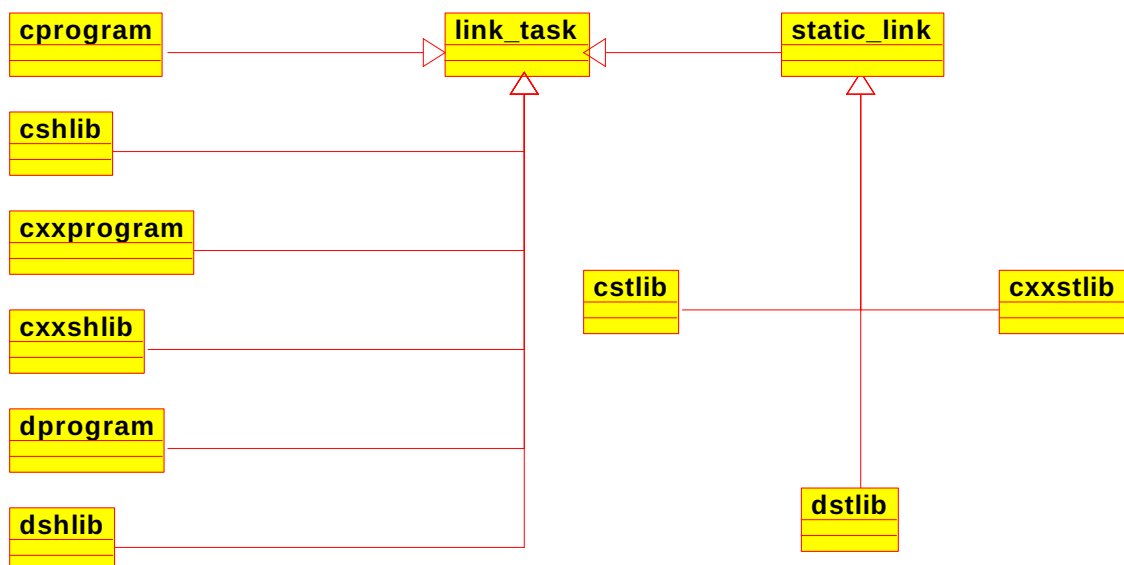 cprogram
link_task
static_link
cshlib
cxxprogram
cstlib
cxxstlib
cxxshlib
dprogram
dstlib
dshlib